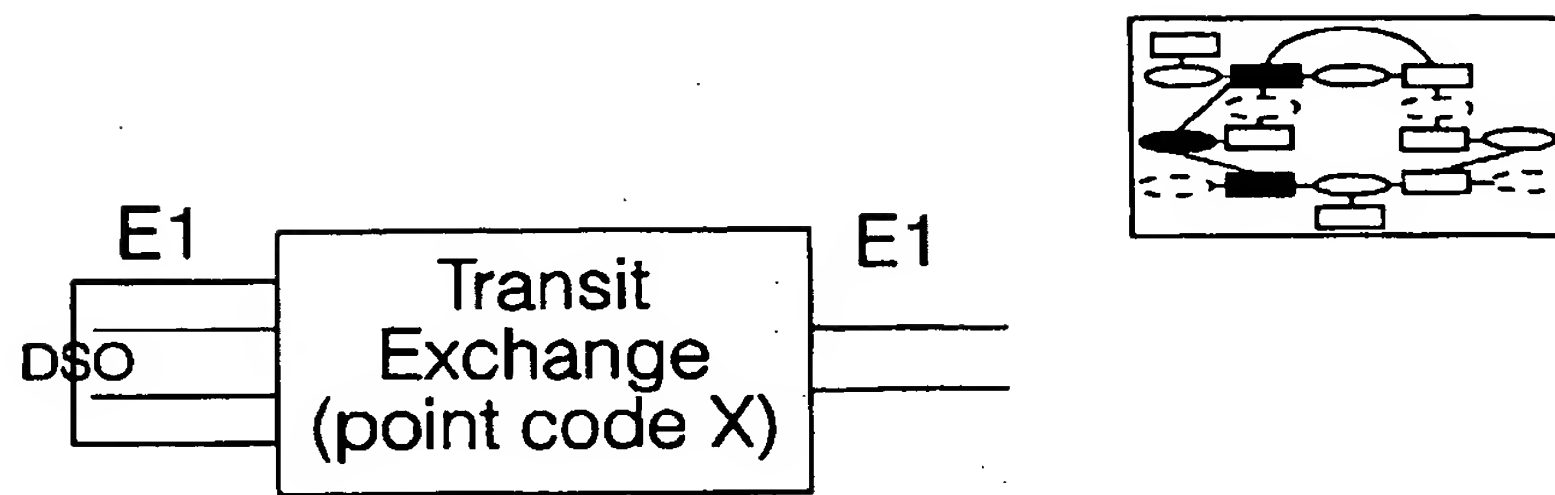 E1
E1
Transit
DSO
Exchange
(point code X)